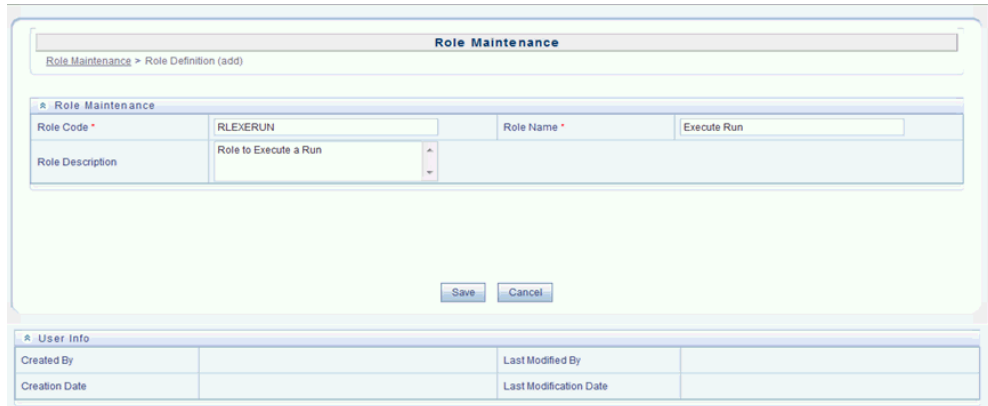 Role Maintenance
Role Maintenance > Role Definition (add)
Role Maintenance
Role Code * RLEXERUN Role Name * Execute Run
Role Description Role to Execute a Run
Save Cancel
User Info
Created By Last Modified By
Creation Date Last Modification Date